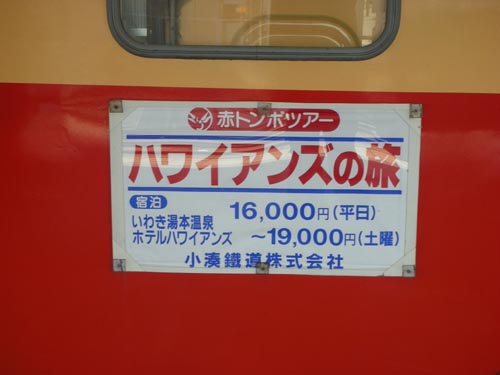 赤トンボツアー
ハワイアンズの旅
宿泊
いわき湯本温泉 16,000円(平日)
ホテルハワイアンズ ～19,000円(土曜)
小湊鐵道株式会社